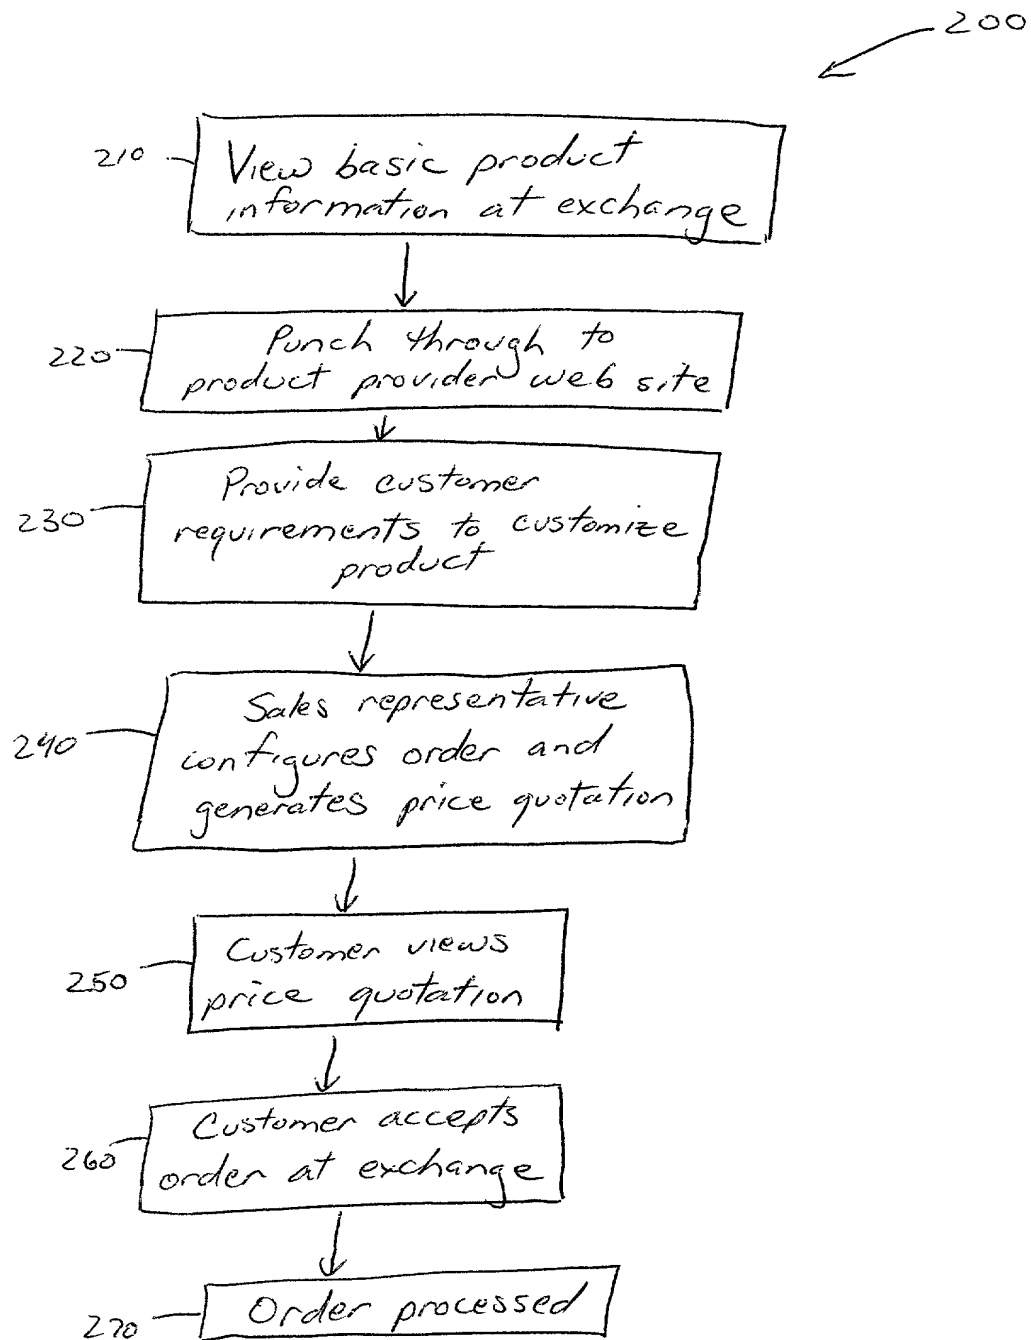 200
210
View basic product
information at exchange
220
Punch through to
product provider web site
230
Provide customer
requirements to customize
product
240
Sales representative
configures order and
generates price quotation
250
Customer views
price quotation
260
Customer accepts
order at exchange
270
Order processed